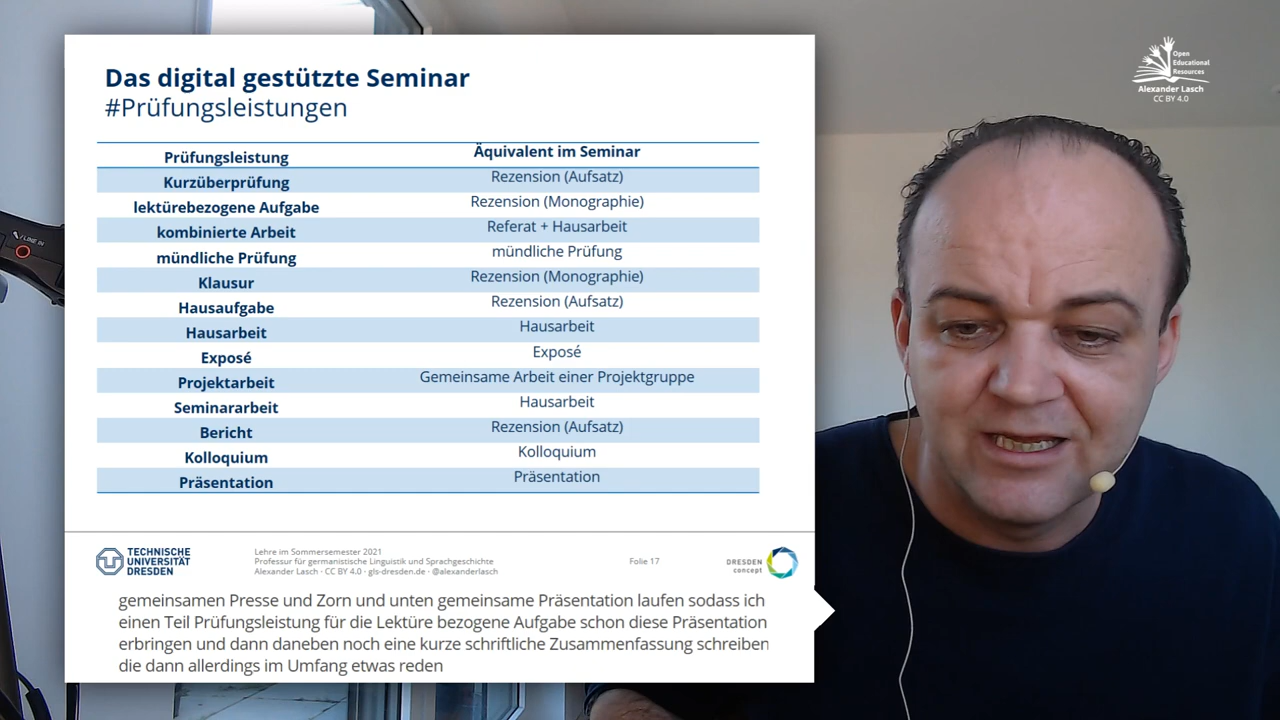 Das digital gestützte Seminar
#Prüfungsleistungen
Prüfungsleistung Äquivalent im Seminar
Kurzüberprüfung Rezension (Aufsatz)
lektürebezogene Aufgabe Rezension (Monographie)
kombinierte Arbeit Referat + Hausarbeit
mündliche Prüfung mündliche Prüfung
Klausur Rezension (Monographie)
Hausaufgabe Rezension (Aufsatz)
Hausarbeit Hausarbeit
Exposé Exposé
Projektarbeit Gemeinsame Arbeit einer Projektgruppe
Seminararbeit Hausarbeit
Bericht Rezension (Aufsatz)
Kolloquium Kolloquium
Präsentation Präsentation
TECHNISCHE
UNIVERSITÄT
DRESDEN
Lehre im Sommersemester 2021
Professur für germanistische Linguistik und Sprachgeschichte
Alexander Lasch · CC BY 4.0 · gls-dresden.de · @alexanderlasch
Folie 17
DRESDEN
concept
gemeinsamen Presse und Zorn und unten gemeinsame Präsentation laufen sodass ich
einen Teil Prüfungsleistung für die Lektüre bezogene Aufgabe schon diese Präsentation
erbringen und dann daneben noch eine kurze schriftliche Zusammenfassung schreiben
die dann allerdings im Umfang etwas reden
Open
Educational
Resources
Alexander Lasch
CC BY 4.0
LINE IN